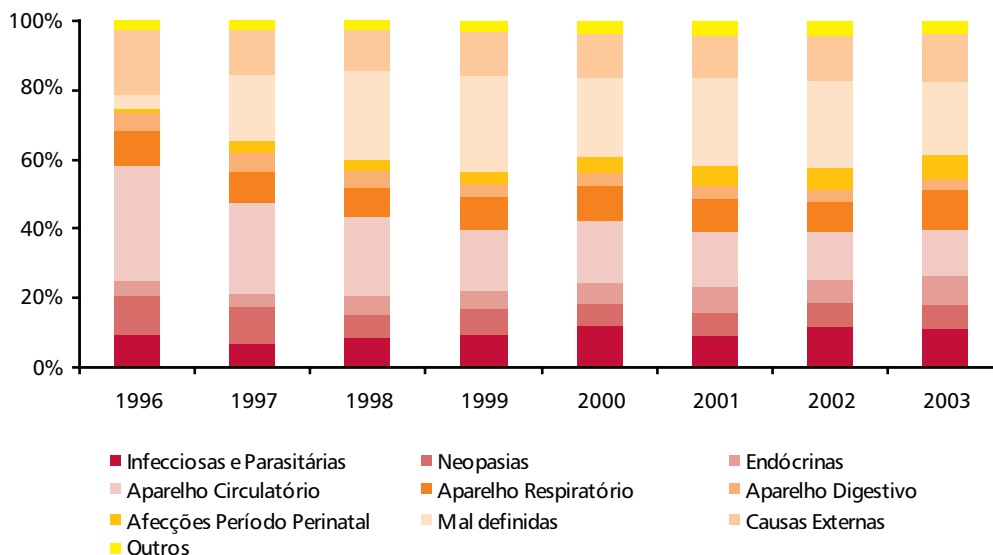 100%
80%
60%
40%
20%
0%
1996 1997 1998 1999 2000 2001 2002 2003
Infecciosas e Parasitárias Neopasias Endócrinas
Aparelho Circulatório Aparelho Respiratório Aparelho Digestivo
Afecções Período Perinatal Mal definidas Causas Externas
Outros